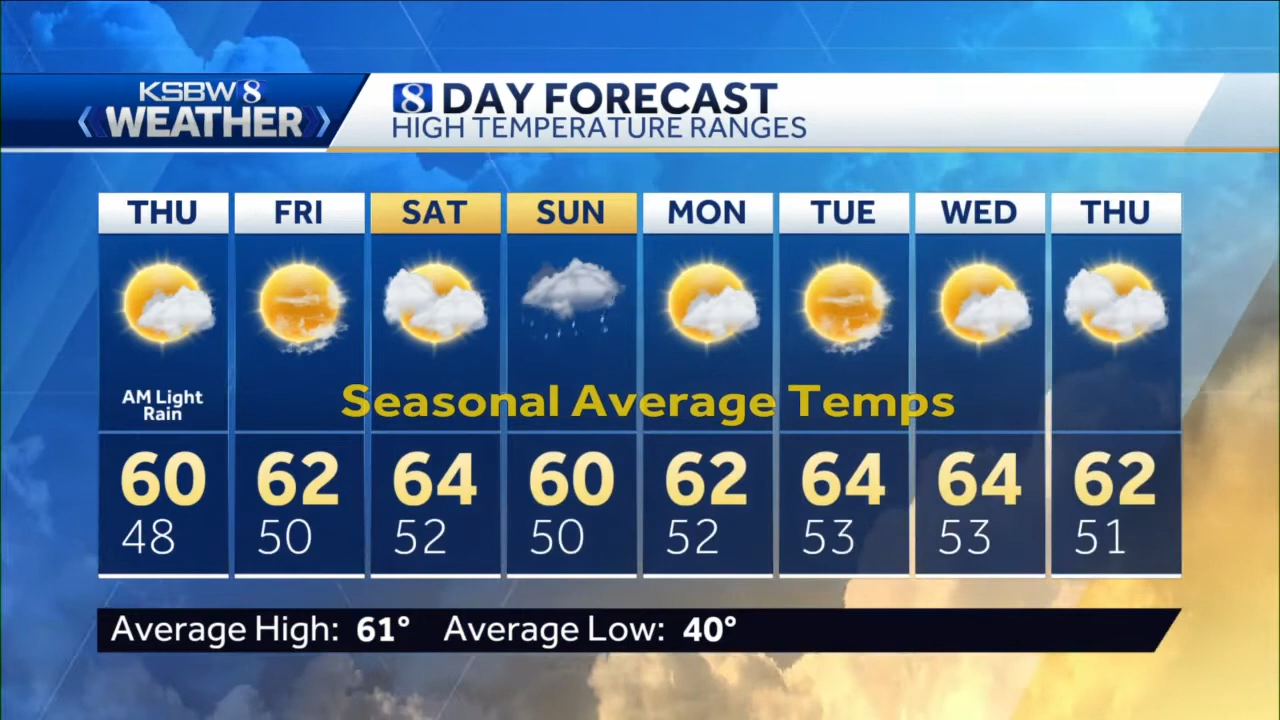 KSBW 8
WEATHER
8 DAY FORECAST
HIGH TEMPERATURE RANGES
THU FRI SAT SUN MON TUE WED THU
AM Light
Rain
Seasonal Average Temps
60 62 64 60 62 64 64 62
48 50 52 50 52 53 53 51
Average High: 61° Average Low: 40°